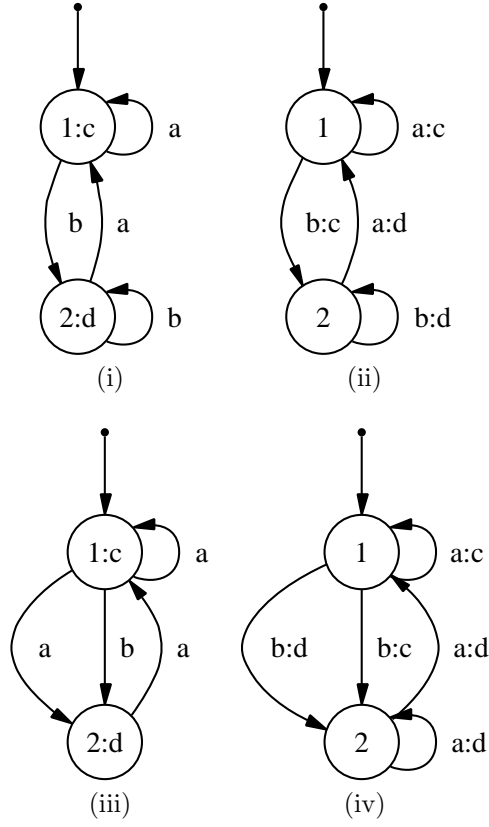 1:c a 1 a:c
b a b:c a:d
2:d b 2 b:d
(i) (ii)
1:c a 1 a:c
a b a b:d b:c a:d
2:d 2 a:d
(iii) (iv)